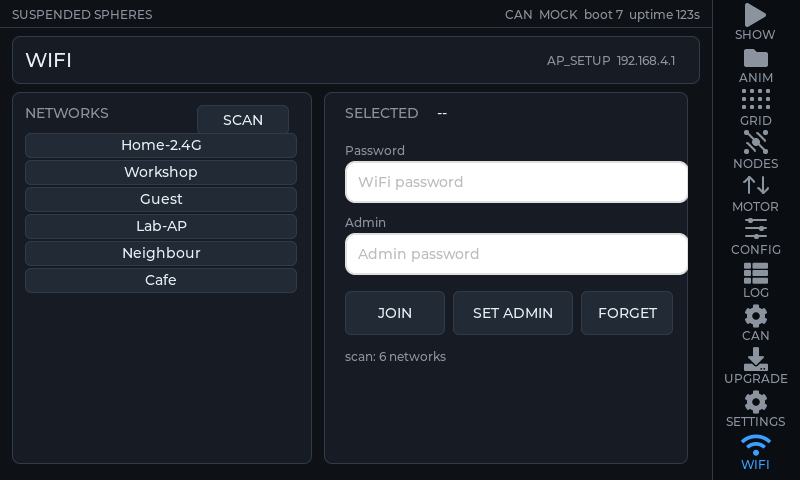 SUSPENDED SPHERES
CAN MOCK boot 7 uptime 123s
WIFI
AP_SETUP 192.168.4.1
NETWORKS
SCAN
Home-2.4G
Workshop
Guest
Lab-AP
Neighbour
Cafe
SELECTED --
Password
WiFi password
Admin
Admin password
JOIN
SET ADMIN
FORGET
scan: 6 networks
SHOW
ANIM
GRID
NODES
MOTOR
CONFIG
LOG
CAN
UPGRADE
SETTINGS
WIFI